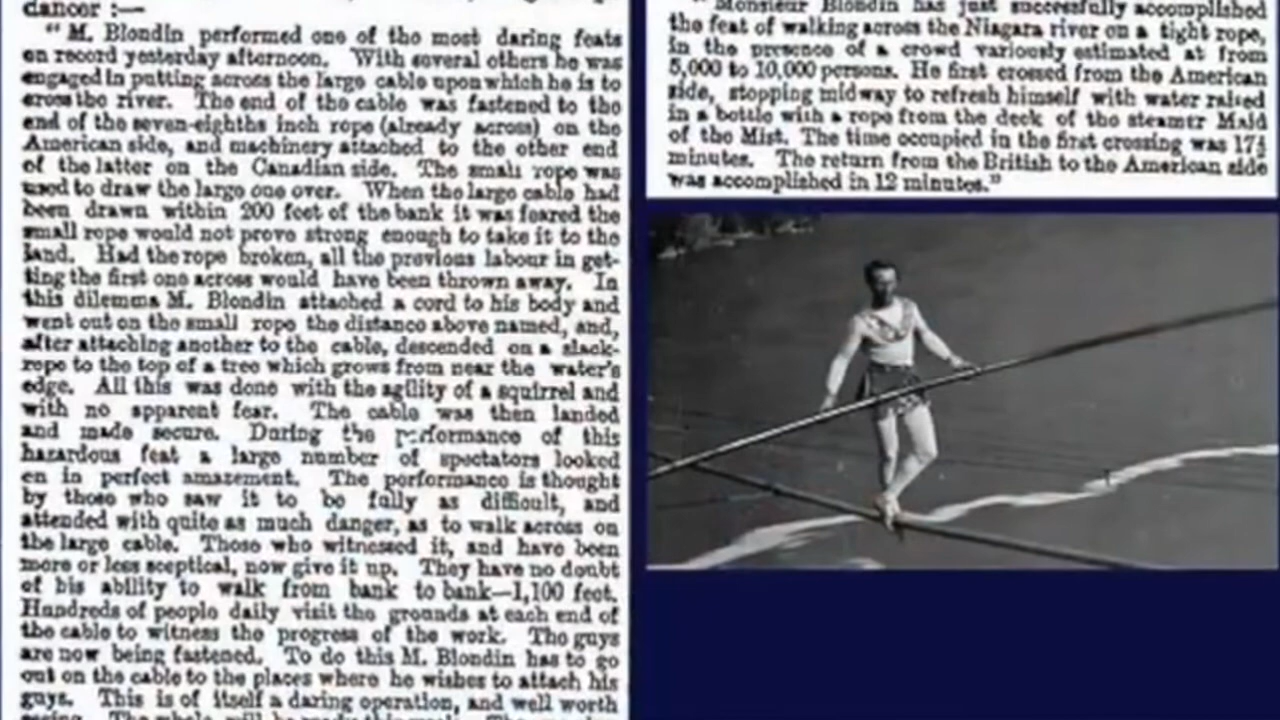 dancer :—
“ M. Blondin performed one of the most daring feats
on record yesterday afternoon. With several others he was
engaged in putting across the large cable upon which he is to
cross the river. The end of the cable was fastened to the
end of the seven-eighths inch rope (already across) on the
American side, and machinery attached to the other end
of the latter on the Canadian side. The small rope was
used to draw the large one over. When the large cable had
been drawn within 200 feet of the bank it was feared the
small rope would not prove strong enough to take it to the
land. Had the rope broken, all the previous labour in get-
ting the first one across would have been thrown away. In
this dilemma M. Blondin attached a cord to his body and
went out on the small rope the distance above named, and,
after attaching another to the cable, descended on a slack-
rope to the top of a tree which grows from near the water's
edge. All this was done with the agility of a squirrel and
with no apparent fear. The cable was then landed
and made secure. During the performance of this
hazardous feat a large number of spectators looked
on in perfect amazement. The performance is thought
by those who saw it to be fully as difficult, and
attended with quite as much danger, as to walk across on
the large cable. Those who witnessed it, and have been
more or less sceptical, now give it up. They have no doubt
of his ability to walk from bank to bank—1,100 feet.
Hundreds of people daily visit the grounds at each end of
the cable to witness the progress of the work. The guys
are now being fastened. To do this M. Blondin has to go
out on the cable to the places where he wishes to attach his
guys. This is of itself a daring operation, and well worth
“ Monsieur Blondin has just successfully accomplished
the feat of walking across the Niagara river on a tight rope,
in the presence of a crowd variously estimated at from
5,000 to 10,000 persons. He first crossed from the American
side, stopping midway to refresh himself with water raised
in a bottle with a rope from the deck of the steamer Maid
of the Mist. The time occupied in the first crossing was 17½
minutes. The return from the British to the American side
was accomplished in 12 minutes.”